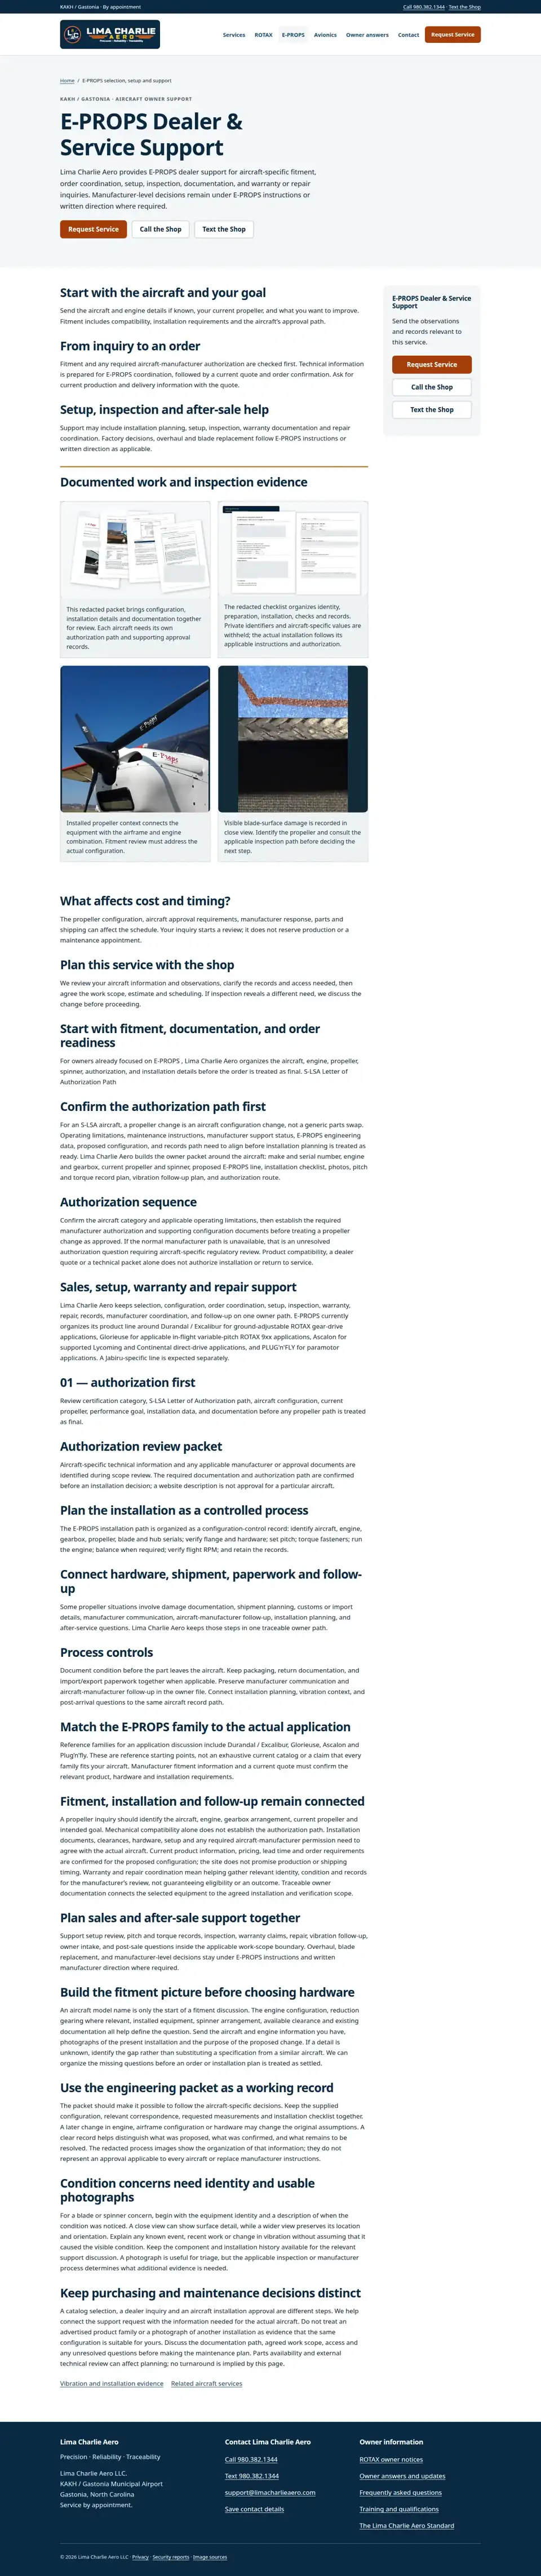 KAKH / Gastonia · By appointment
Call 980.382.1344 · Text the Shop
LIMA CHARLIE
AERO
Services
ROTAX
E-PROPS
Avionics
Owner answers
Contact
Request Service
Home / E-PROPS selection, setup and support
KAKH / GASTONIA · AIRCRAFT OWNER SUPPORT
E-PROPS Dealer &
Service Support
Lima Charlie Aero provides E-PROPS dealer support for aircraft-specific fitment,
order coordination, setup, inspection, documentation, and warranty or repair
inquiries. Manufacturer-level decisions remain under E-PROPS instructions or
written direction where required.
Request Service
Call the Shop
Text the Shop
Start with the aircraft and your goal
Send the aircraft and engine details if known, your current propeller, and what you want to improve.
Fitment includes compatibility, installation requirements and the aircraft's approval path.
From inquiry to an order
Fitment and any required aircraft-manufacturer authorization are checked first. Technical information
is prepared for E-PROPS coordination, followed by a current quote and order confirmation. Ask for
current production and delivery information with the quote.
Setup, inspection and after-sale help
Support may include installation planning, setup, inspection, warranty documentation and repair
coordination. Factory decisions, overhaul and blade replacement follow E-PROPS instructions or
written direction as applicable.
E-PROPS Dealer & Service
Support
Send the observations
and records relevant to
this service.
Request Service
Call the Shop
Text the Shop
Documented work and inspection evidence
This redacted packet brings configuration,
installation details and documentation together
for review. Each aircraft needs its own
authorization path and supporting approval
records.
The redacted checklist organizes identity,
preparation, installation, checks and records.
Private identifiers and aircraft-specific values are
withheld; the actual installation follows its
applicable instructions and authorization.
Installed propeller context connects the
equipment with the airframe and engine
combination. Fitment review must address the
actual configuration.
Visible blade-surface damage is recorded in
close view. Identify the propeller and consult the
applicable inspection path before deciding the
next step.
What affects cost and timing?
The propeller configuration, aircraft approval requirements, manufacturer response, parts and
shipping can affect the schedule. Your inquiry starts a review; it does not reserve production or a
maintenance appointment.
Plan this service with the shop
We review your aircraft information and observations, clarify the records and access needed, then
agree the work scope, estimate and scheduling. If inspection reveals a different need, we discuss the
change before proceeding.
Start with fitment, documentation, and order
readiness
For owners already focused on E-PROPS , Lima Charlie Aero organizes the aircraft, engine, propeller,
spinner, authorization, and installation details before the order is treated as final. S-LSA Letter of
Authorization Path
Confirm the authorization path first
For an S-LSA aircraft, a propeller change is an aircraft configuration change, not a generic parts swap.
Operating limitations, maintenance instructions, manufacturer support status, E-PROPS engineering
data, proposed configuration, and records path need to align before installation planning is treated as
ready. Lima Charlie Aero builds the owner packet around the aircraft: make and serial number, engine
and gearbox, current propeller and spinner, proposed E-PROPS line, installation checklist, photos, pitch
and torque record plan, vibration follow-up plan, and authorization route.
Authorization sequence
Confirm the aircraft category and applicable operating limitations, then establish the required
manufacturer authorization and supporting configuration documents before treating a propeller
change as approved. If the normal manufacturer path is unavailable, that is an unresolved
authorization question requiring aircraft-specific regulatory review. Product compatibility, a dealer
quote or a technical packet alone does not authorize installation or return to service.
Sales, setup, warranty and repair support
Lima Charlie Aero keeps selection, configuration, order coordination, setup, inspection, warranty,
repair, records, manufacturer coordination, and follow-up on one owner path. E-PROPS currently
organizes its product line around Durandal / Excalibur for ground-adjustable ROTAX gear-drive
applications, Glorieuse for applicable in-flight variable-pitch ROTAX 9xx applications, Ascalon for
supported Lycoming and Continental direct-drive applications, and PLUG'n'FLY for paramotor
applications. A Jabiru-specific line is expected separately.
01 — authorization first
Review certification category, S-LSA Letter of Authorization path, aircraft configuration, current
propeller, performance goal, installation data, and documentation before any propeller path is treated
as final.
Authorization review packet
Aircraft-specific technical information and any applicable manufacturer or approval documents are
identified during scope review. The required documentation and authorization path are confirmed
before an installation decision; a website description is not approval for a particular aircraft.
Plan the installation as a controlled process
The E-PROPS installation path is organized as a configuration-control record: identify aircraft, engine,
gearbox, propeller, blade and hub serials; verify flange and hardware; set pitch; torque fasteners; run
the engine; balance when required; verify flight RPM; and retain the records.
Connect hardware, shipment, paperwork and follow-
up
Some propeller situations involve damage documentation, shipment planning, customs or import
details, manufacturer communication, aircraft-manufacturer follow-up, installation planning, and
after-service questions. Lima Charlie Aero keeps those steps in one traceable owner path.
Process controls
Document condition before the part leaves the aircraft. Keep packaging, return documentation, and
import/export paperwork together when applicable. Preserve manufacturer communication and
aircraft-manufacturer follow-up in the owner file. Connect installation planning, vibration context, and
post-arrival questions to the same aircraft record path.
Match the E-PROPS family to the actual application
Reference families for an application discussion include Durandal / Excalibur, Glorieuse, Ascalon and
Plug'n'fly. These are reference starting points, not an exhaustive current catalog or a claim that every
family fits your aircraft. Manufacturer fitment information and a current quote must confirm the
relevant product, hardware and installation requirements.
Fitment, installation and follow-up remain connected
A propeller inquiry should identify the aircraft, engine, gearbox arrangement, current propeller and
intended goal. Mechanical compatibility alone does not establish the authorization path. Installation
documents, clearances, hardware, setup and any required aircraft-manufacturer permission need to
agree with the actual aircraft. Current product information, pricing, lead time and order requirements
are confirmed for the proposed configuration; the site does not promise production or shipping
timing. Warranty and repair coordination mean helping gather relevant identity, condition and records
for the manufacturer's review, not guaranteeing eligibility or an outcome. Traceable owner
documentation connects the selected equipment to the agreed installation and verification scope.
Plan sales and after-sale support together
Support setup review, pitch and torque records, inspection, warranty claims, repair, vibration follow-up,
owner intake, and post-sale questions inside the applicable work-scope boundary. Overhaul, blade
replacement, and manufacturer-level decisions stay under E-PROPS instructions and written
manufacturer direction where required.
Build the fitment picture before choosing hardware
An aircraft model name is only the start of a fitment discussion. The engine configuration, reduction
gearing where relevant, installed equipment, spinner arrangement, available clearance and existing
documentation all help define the question. Send the aircraft and engine information you have,
photographs of the present installation and the purpose of the proposed change. If a detail is
unknown, identify the gap rather than substituting a specification from a similar aircraft. We can
organize the missing questions before an order or installation plan is treated as settled.
Use the engineering packet as a working record
The packet should make it possible to follow the aircraft-specific decisions. Keep the supplied
configuration, relevant correspondence, requested measurements and installation checklist together.
A later change in engine, airframe configuration or hardware may change the original assumptions. A
clear record helps distinguish what was proposed, what was confirmed, and what remains to be
resolved. The redacted process images show the organization of that information; they do not
represent an approval applicable to every aircraft or replace manufacturer instructions.
Condition concerns need identity and usable
photographs
For a blade or spinner concern, begin with the equipment identity and a description of when the
condition was noticed. A close view can show surface detail, while a wider view preserves its location
and orientation. Explain any known event, recent work or change in vibration without assuming that it
caused the visible condition. Keep the component and installation history available for the relevant
support discussion. A photograph is useful for triage, but the applicable inspection or manufacturer
process determines what additional evidence is needed.
Keep purchasing and maintenance decisions distinct
A catalog selection, a dealer inquiry and an aircraft installation approval are different steps. We help
connect the support request with the information needed for the actual aircraft. Do not treat an
advertised product family or a photograph of another installation as evidence that the same
configuration is suitable for yours. Discuss the documentation path, agreed work scope, access and
any unresolved questions before making the maintenance plan. Parts availability and external
technical review can affect planning; no turnaround is implied by this page.
Vibration and installation evidence
Related aircraft services
Lima Charlie Aero
Precision · Reliability · Traceability
Lima Charlie Aero LLC.
KAKH / Gastonia Municipal Airport
Gastonia, North Carolina
Service by appointment.
Contact Lima Charlie Aero
Call 980.382.1344
Text 980.382.1344
support@limacharlieaero.com
Save contact details
Owner information
ROTAX owner notices
Owner answers and updates
Frequently asked questions
Training and qualifications
The Lima Charlie Aero Standard
© 2026 Lima Charlie Aero LLC · Privacy · Security reports · Image sources